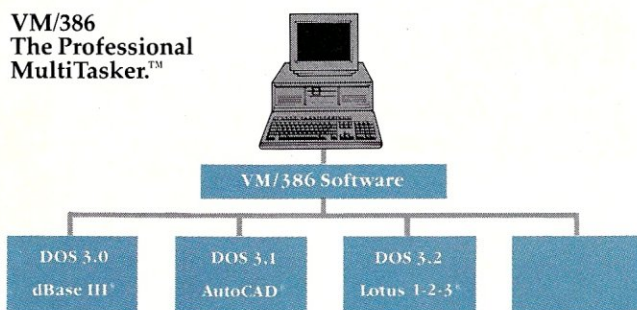 VM/386
The Professional
MultiTasker.™
VM/386 Software
DOS 3.0
dBase III®
DOS 3.1
AutoCAD®
DOS 3.2
Lotus 1-2-3®